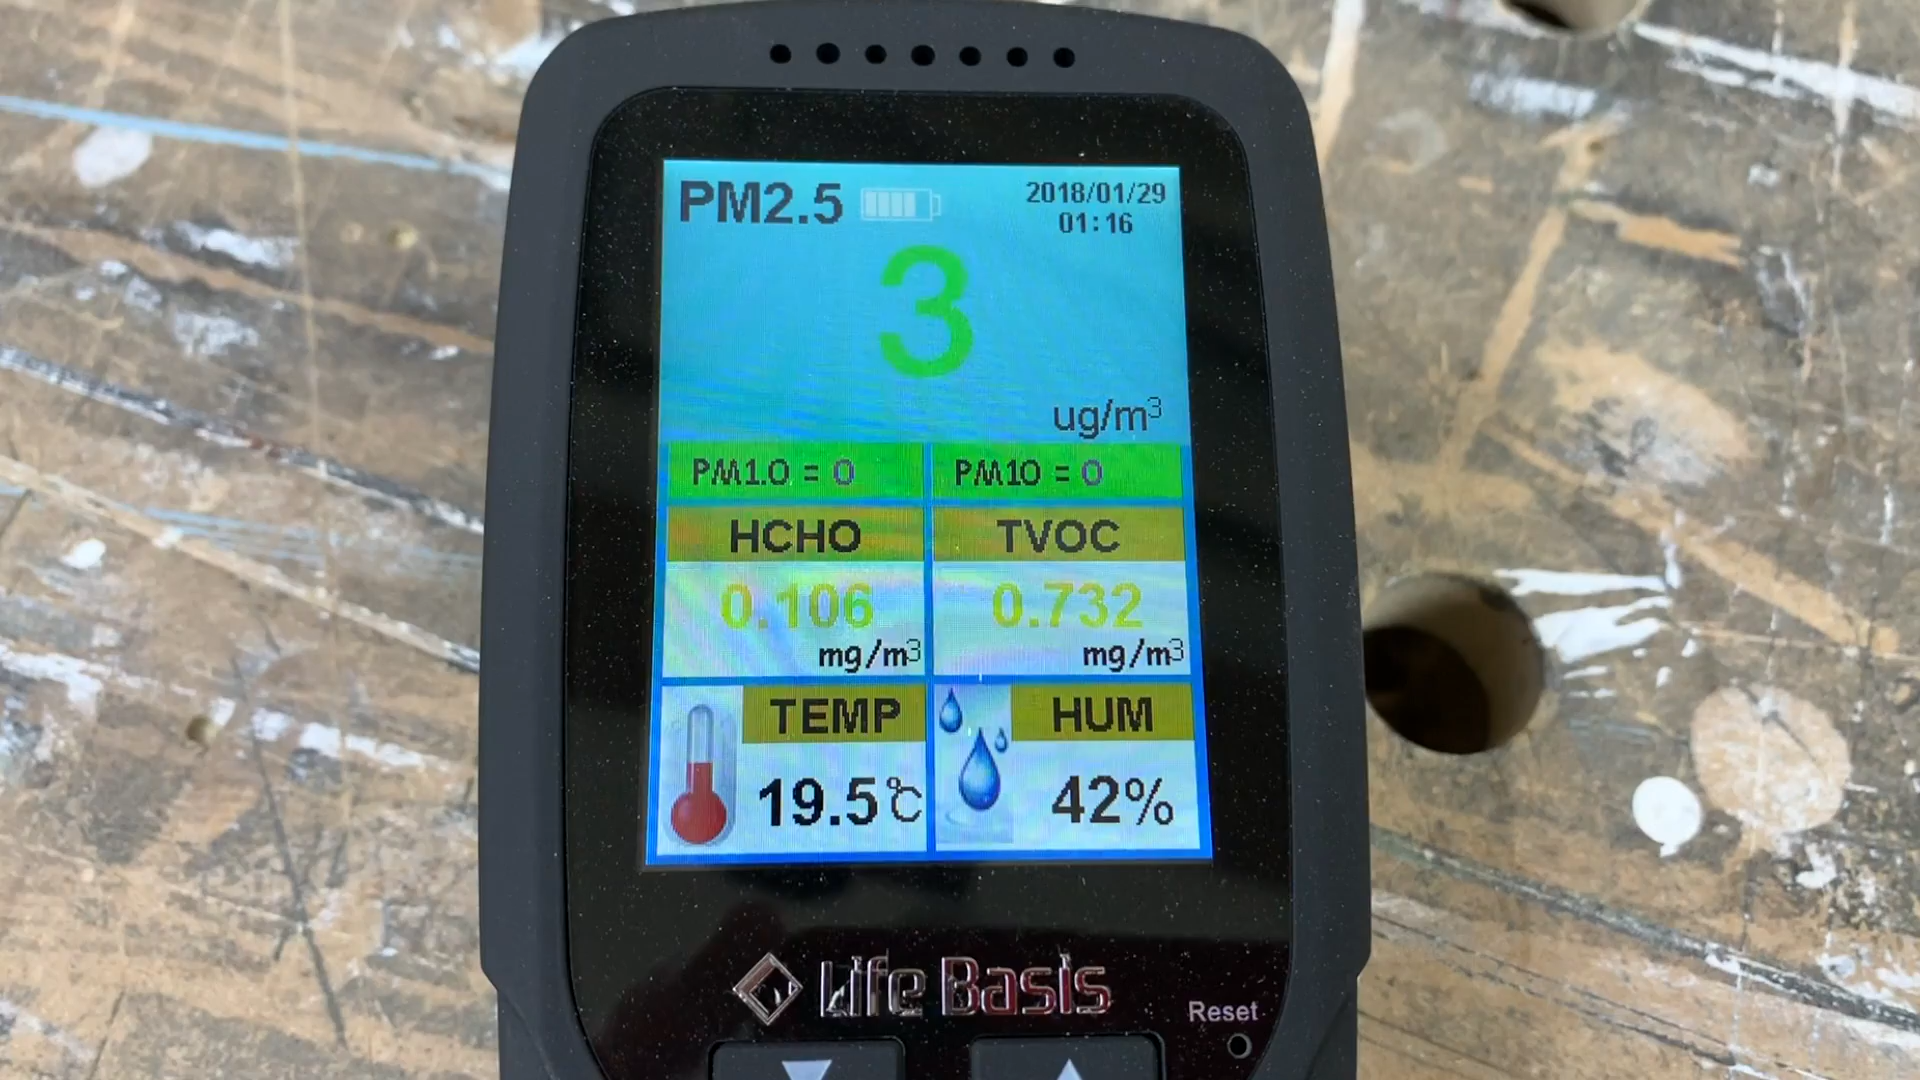 PM2.5
2018/01/29
01:16
3
ug/m³
PM1.0 = 0
PM10 = 0
HCHO
TVOC
0.106
0.732
mg/m³
mg/m³
TEMP
HUM
19.5℃
42%
Life Basis
Reset